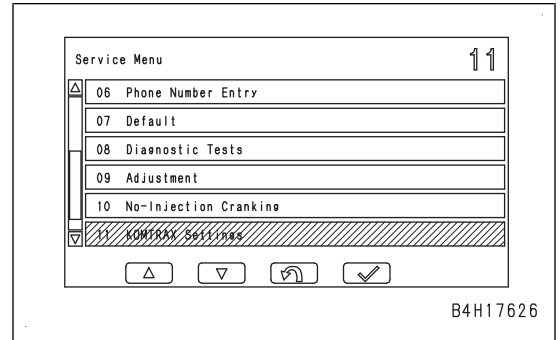 Service Menu 11
06 Phone Number Entry
07 Default
08 Diagnostic Tests
09 Adjustment
10 No-Injection Cranking
11 KOMTRAX Settings
B4H17626